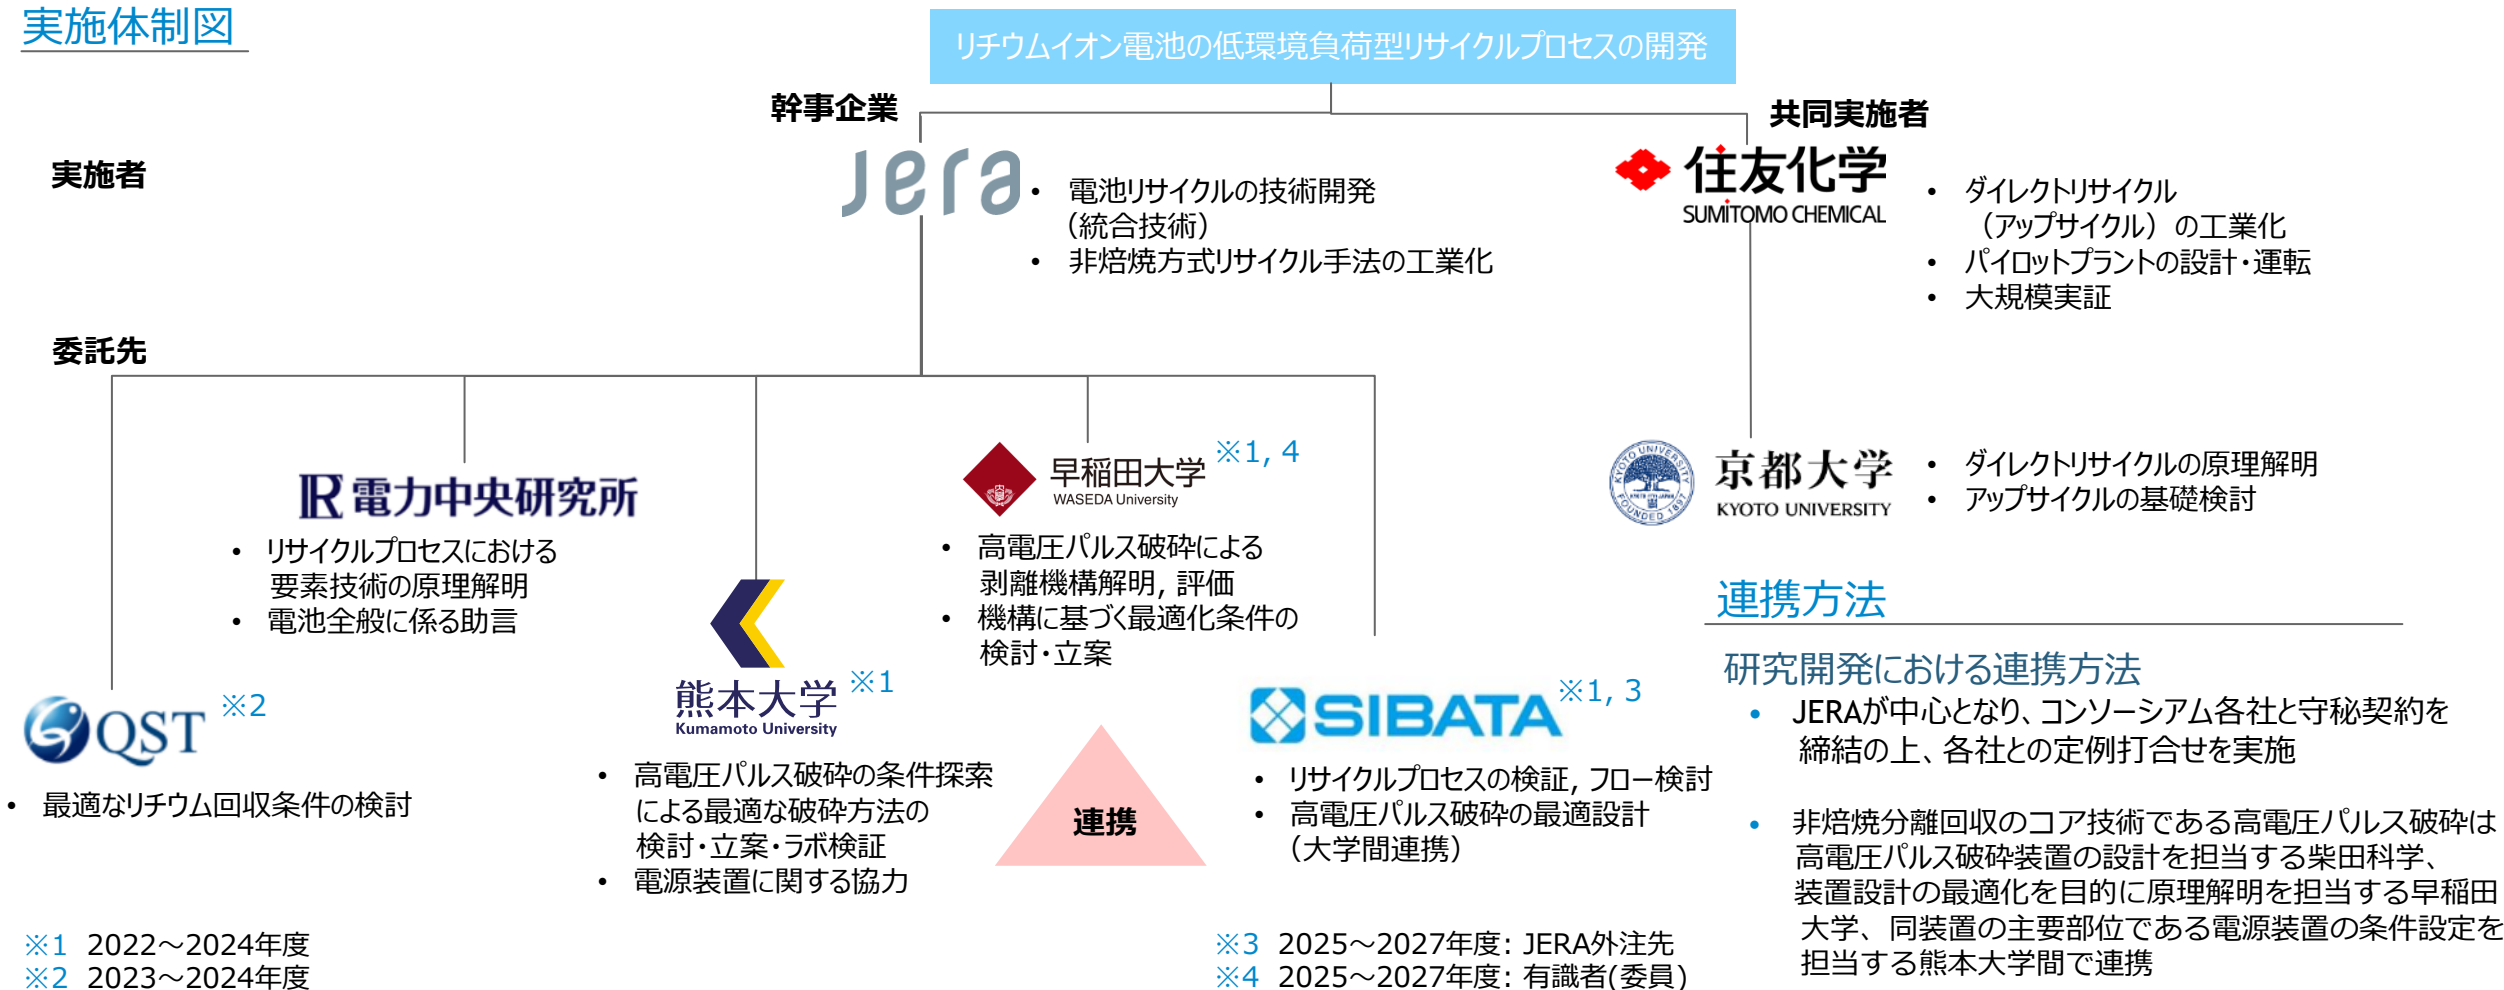 実施体制図
リチウムイオン電池の低環境負荷型リサイクルプロセスの開発
幹事企業
共同実施者
実施者
Jera
• 電池リサイクルの技術開発
（統合技術）
• 非焙焼方式リサイクル手法の工業化
住友化学
SUMITOMO CHEMICAL
• ダイレクトリサイクル
（アップサイクル）の工業化
• パイロットプラントの設計・運転
• 大規模実証
委託先
電力中央研究所
• リサイクルプロセスにおける
要素技術の原理解明
• 電池全般に係る助言
早稲田大学
WASEDA University
※1, 4
• 高電圧パルス破砕による
剥離機構解明, 評価
• 機構に基づく最適化条件の
検討・立案
KYOTO UNIVERSITY
FOUNDED 1897
京都大学
KYOTO UNIVERSITY
• ダイレクトリサイクルの原理解明
• アップサイクルの基礎検討
QST
※2
• 最適なリチウム回収条件の検討
熊本大学
Kumamoto University
※1
• 高電圧パルス破砕の条件探索
による最適な破砕方法の
検討・立案・ラボ検証
• 電源装置に関する協力
連携
SIBATA
※1, 3
• リサイクルプロセスの検証, フロー検討
• 高電圧パルス破砕の最適設計
（大学間連携）
連携方法
研究開発における連携方法
• JERAが中心となり、コンソーシアム各社と守秘契約を
締結の上、各社との定例打合せを実施
• 非焙焼分離回収のコア技術である高電圧パルス破砕は
高電圧パルス破砕装置の設計を担当する柴田科学、
装置設計の最適化を目的に原理解明を担当する早稲田
大学、同装置の主要部位である電源装置の条件設定を
担当する熊本大学間で連携
※1 2022～2024年度
※2 2023～2024年度
※3 2025～2027年度: JERA外注先
※4 2025～2027年度: 有識者(委員)